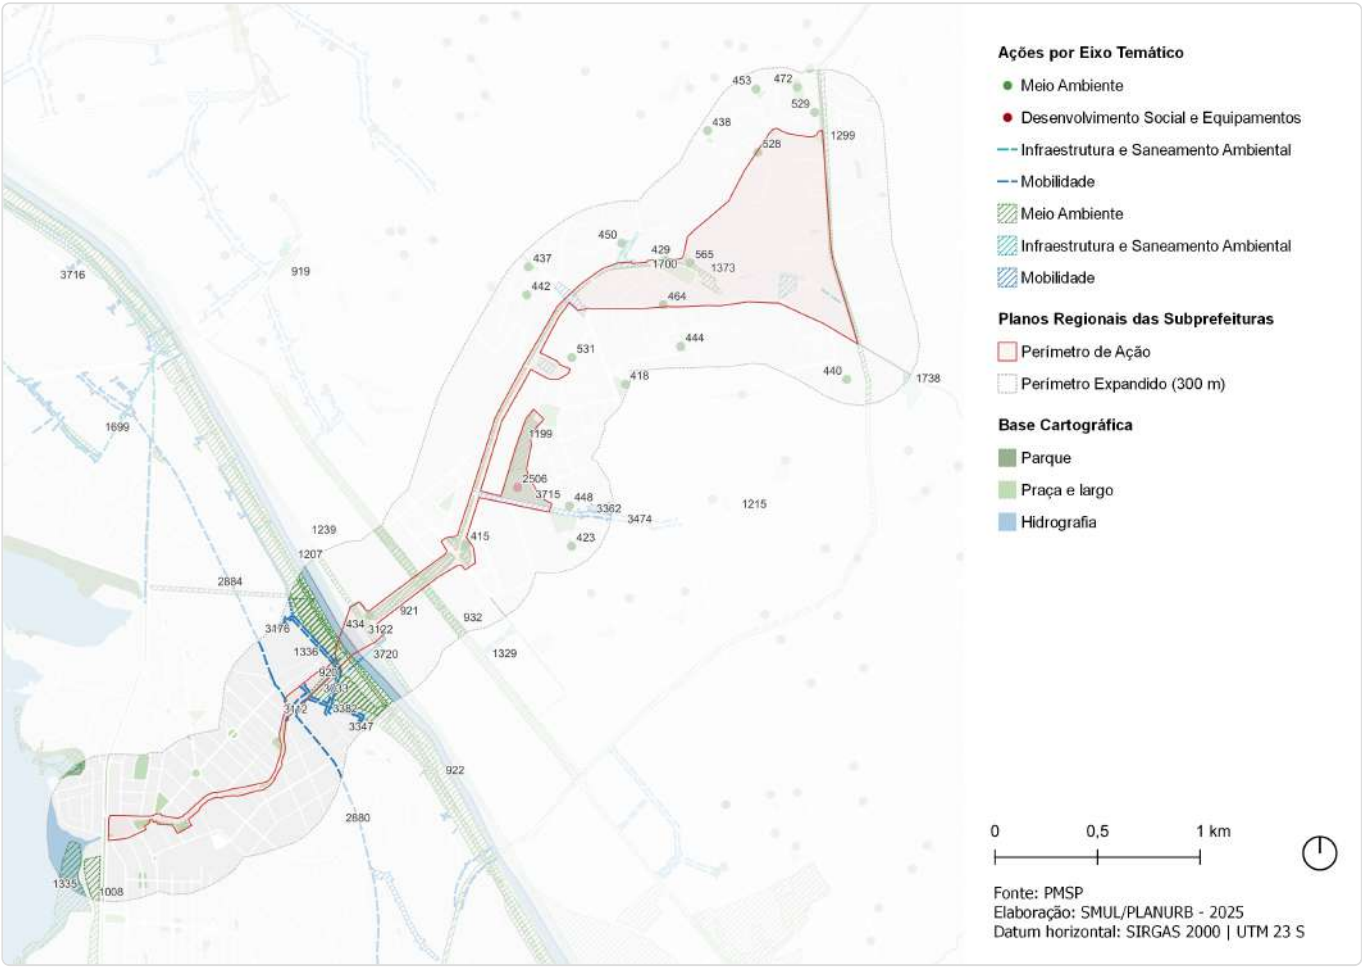 Ações por Eixo Temático
Meio Ambiente
Desenvolvimento Social e Equipamentos
Infraestrutura e Saneamento Ambiental
Mobilidade
Meio Ambiente
Infraestrutura e Saneamento Ambiental
Mobilidade
Planos Regionais das Subprefeituras
Perímetro de Ação
Perímetro Expandido (300 m)
Base Cartográfica
Parque
Praça e largo
Hidrografia
0 0,5 1 km
Fonte: PMSP
Elaboração: SMUL/PLANURB - 2025
Datum horizontal: SIRGAS 2000 | UTM 23 S
453
472
529
438
1299
528
450
429
565
437
1700
1373
3716
919
442
464
531
444
418
440
1738
1699
1199
2506
3715
448
3362
3474
1215
1239
415
423
1207
2884
921
932
3176
434
3122
1336
3720
1329
3112
3382
3347
922
2880
1335
1008